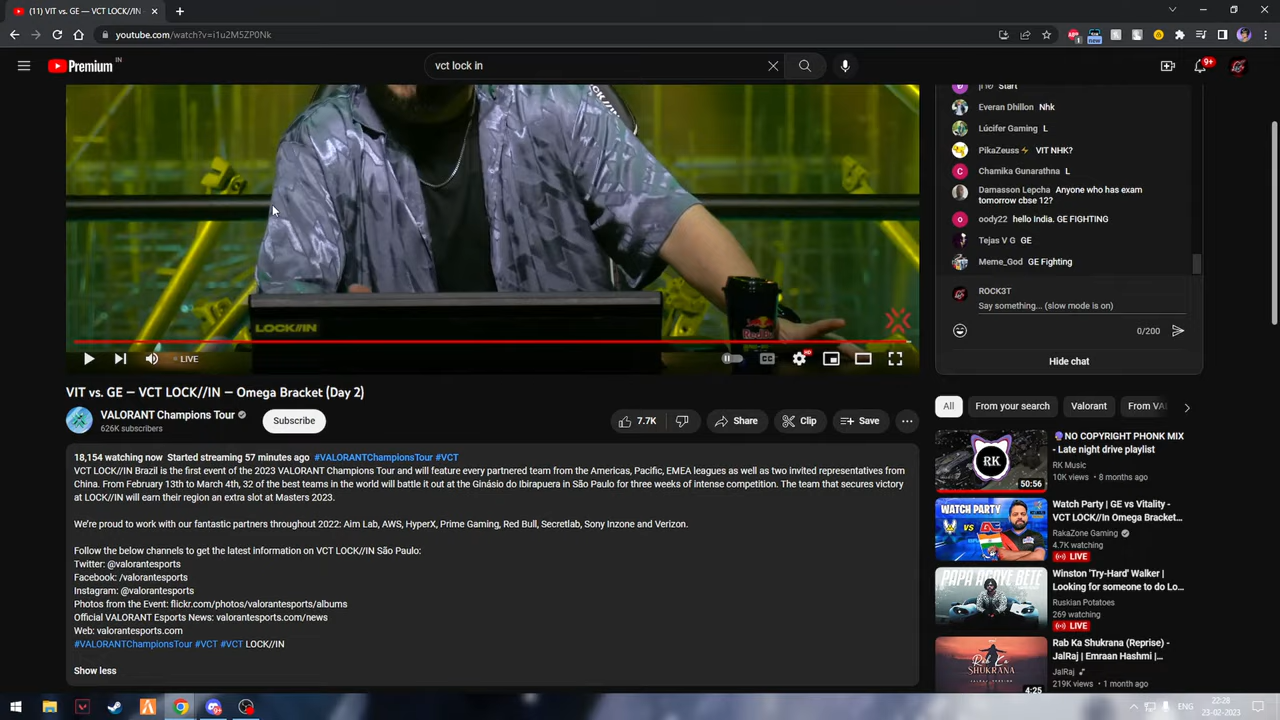 (11) VIT vs. GE — VCT LOCK//IN —
youtube.com/watch?v=i1u2M5ZP0Nk
new
Premium IN
vct lock in
9+
Start
Everan Dhillon Nhk
Lúcifer Gaming L
PikaZeuss⚡ VIT NHK?
Chamika Gunarathna L
Damasson Lepcha Anyone who has exam
tomorrow cbse 12?
oody22 hello India. GE FIGHTING
Tejas V G GE
Meme_God GE Fighting
ROCK3T
Say something... (slow mode is on)
0/200
Hide chat
LOCK//IN
LIVE
VIT vs. GE — VCT LOCK//IN — Omega Bracket (Day 2)
VALORANT Champions Tour
626K subscribers
Subscribe
7.7K
Share
Clip
Save
18,154 watching now Started streaming 57 minutes ago #VALORANTChampionsTour #VCT
VCT LOCK//IN Brazil is the first event of the 2023 VALORANT Champions Tour and will feature every partnered team from the Americas, Pacific, EMEA leagues as well as two invited representatives from
China. From February 13th to March 4th, 32 of the best teams in the world will battle it out at the Ginásio do Ibirapuera in São Paulo for three weeks of intense competition. The team that secures victory
at LOCK//IN will earn their region an extra slot at Masters 2023.
We're proud to work with our fantastic partners throughout 2022: Aim Lab, AWS, HyperX, Prime Gaming, Red Bull, Secretlab, Sony Inzone and Verizon.
Follow the below channels to get the latest information on VCT LOCK//IN São Paulo:
Twitter: @valorantesports
Facebook: /valorantesports
Instagram: @valorantesports
Photos from the Event: flickr.com/photos/valorantesports/albums
Official VALORANT Esports News: valorantesports.com/news
Web: valorantesports.com
#VALORANTChampionsTour #VCT #VCT LOCK//IN
Show less
All
From your search
Valorant
From VA
RK
50:56
NO COPYRIGHT PHONK MIX
- Late night drive playlist
RK Music
10K views • 8 months ago
WATCH PARTY
GE
Watch Party | GE vs Vitality -
VCT LOCK//In Omega Bracket...
RakaZone Gaming
4.7K watching
LIVE
PAPA AGAYE BETE
Winston 'Try-Hard' Walker |
Looking for someone to do Lo...
Ruskian Potatoes
269 watching
LIVE
RAB KA
SHUKRANA
4:25
Rab Ka Shukrana (Reprise) -
JalRaj | Emraan Hashmi |...
JalRaj
219K views • 1 month ago
ENG
22:28
23-02-2023